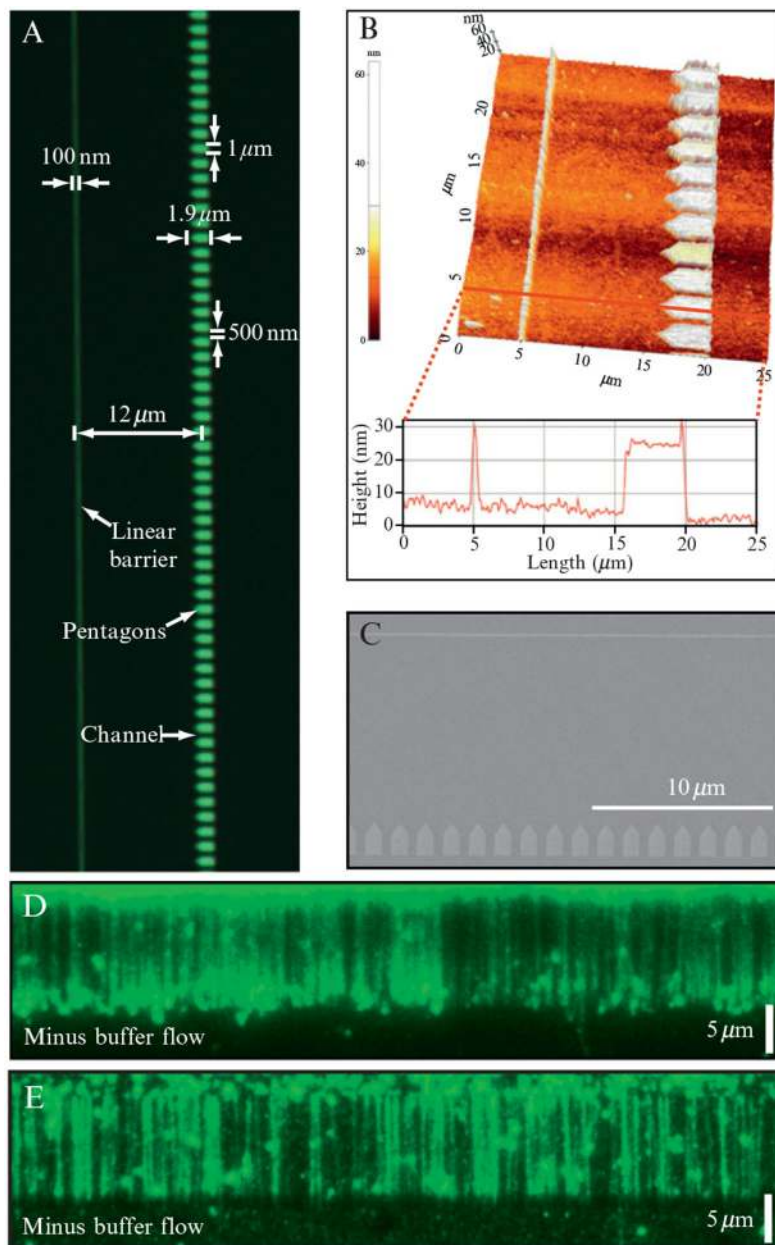 A
100 nm
1 μm
1.9 μm
500 nm
12 μm
Linear
barrier
Pentagons
Channel
B
nm
60
40
20
nm
60
40
20
0
20
15
10
5
0
μm
0
5
10
15
20
25
μm
30
20
10
0
Height (nm)
0
5
10
15
20
25
Length (μm)
C
10 μm
D
Minus buffer flow
5 μm
E
Minus buffer flow
5 μm